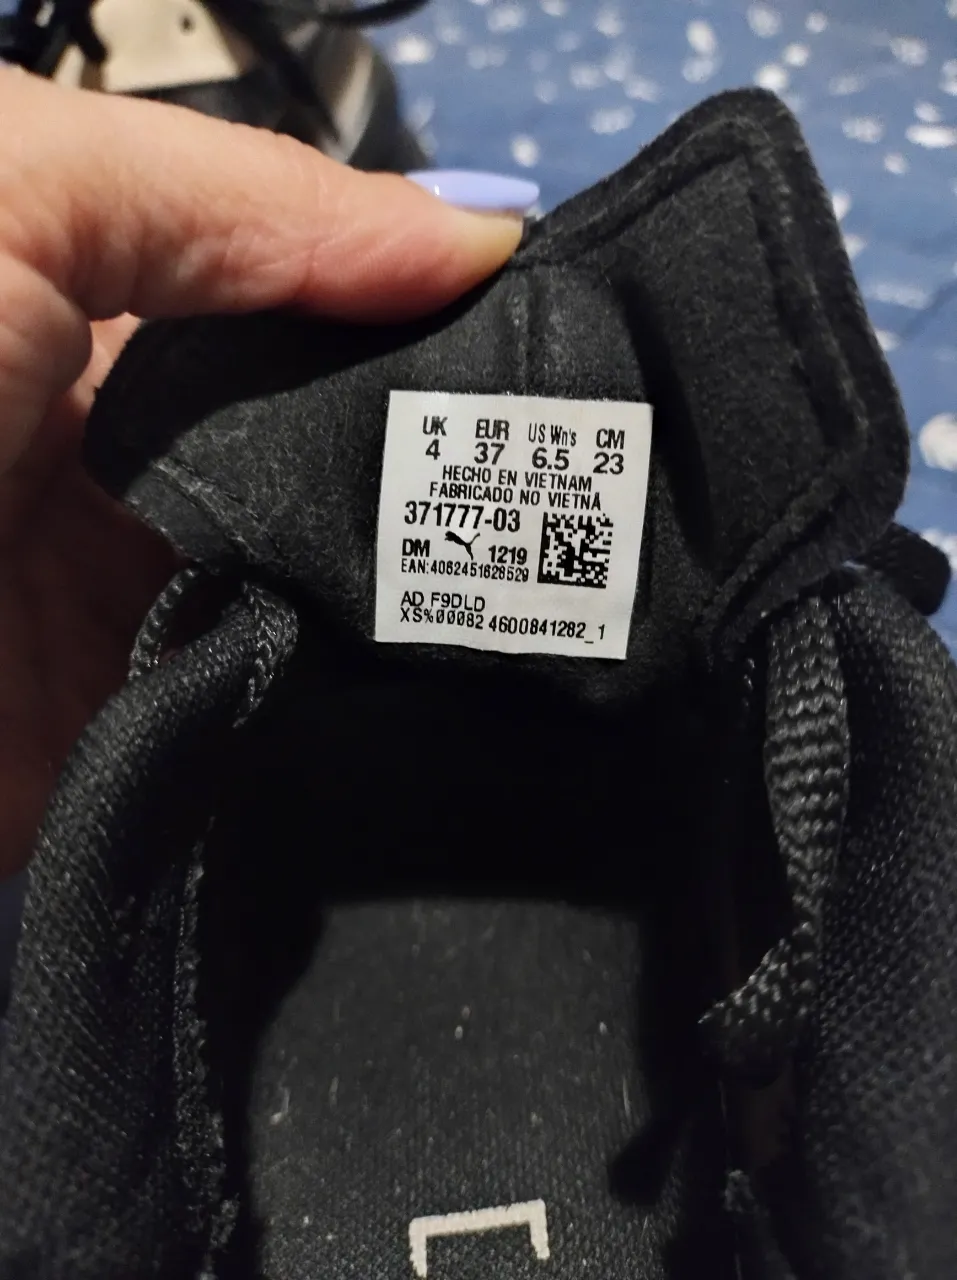 UK EUR US Wn's CM
4 37 6.5 23
HECHO EN VIETNAM
FABRICADO NO VIETNÃ
371777-03
DM 1219
EAN:4062451628529
AD F9DLD
XS%00082 4600841282_1